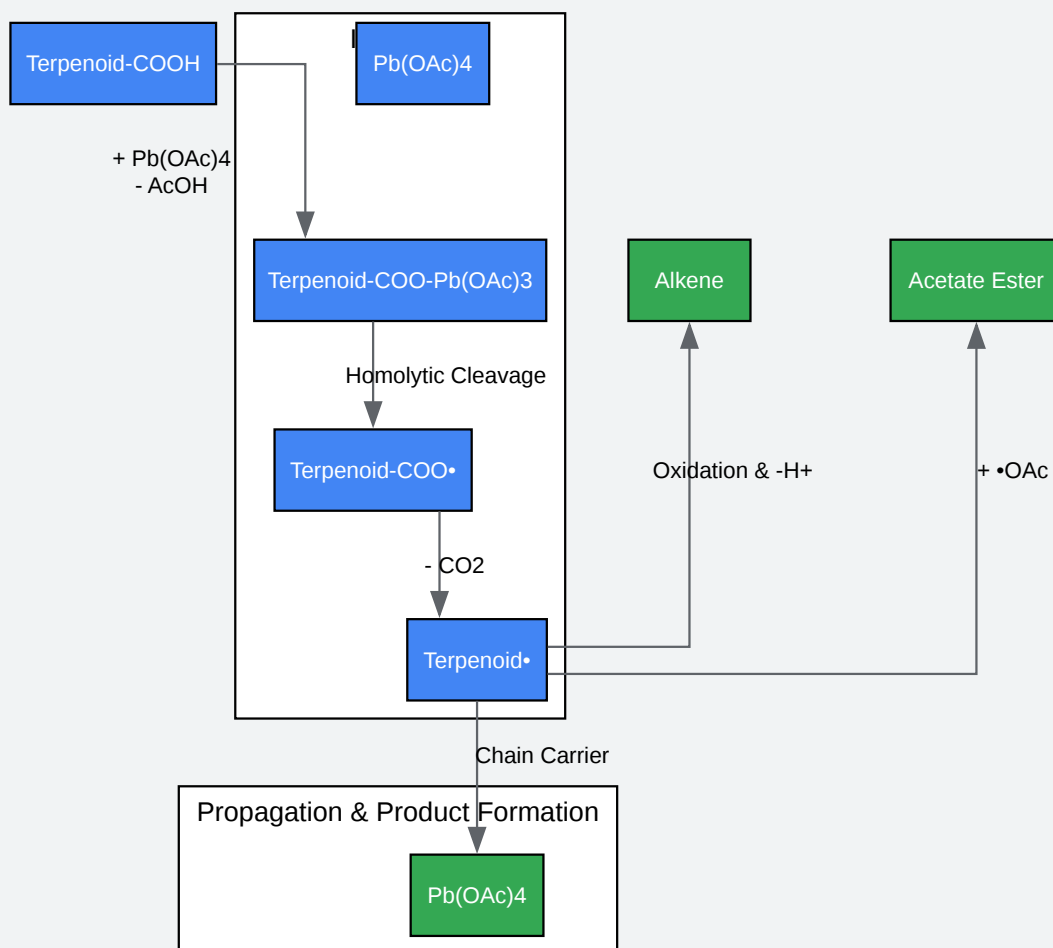 Terpenoid-COOH
Pb(OAc)4
+ Pb(OAc)4
- AcOH
Terpenoid-COO-Pb(OAc)3
Alkene
Acetate Ester
Homolytic Cleavage
Terpenoid-COO•
Oxidation & -H+
+ •OAc
- CO2
Terpenoid•
Chain Carrier
Propagation & Product Formation
Pb(OAc)4